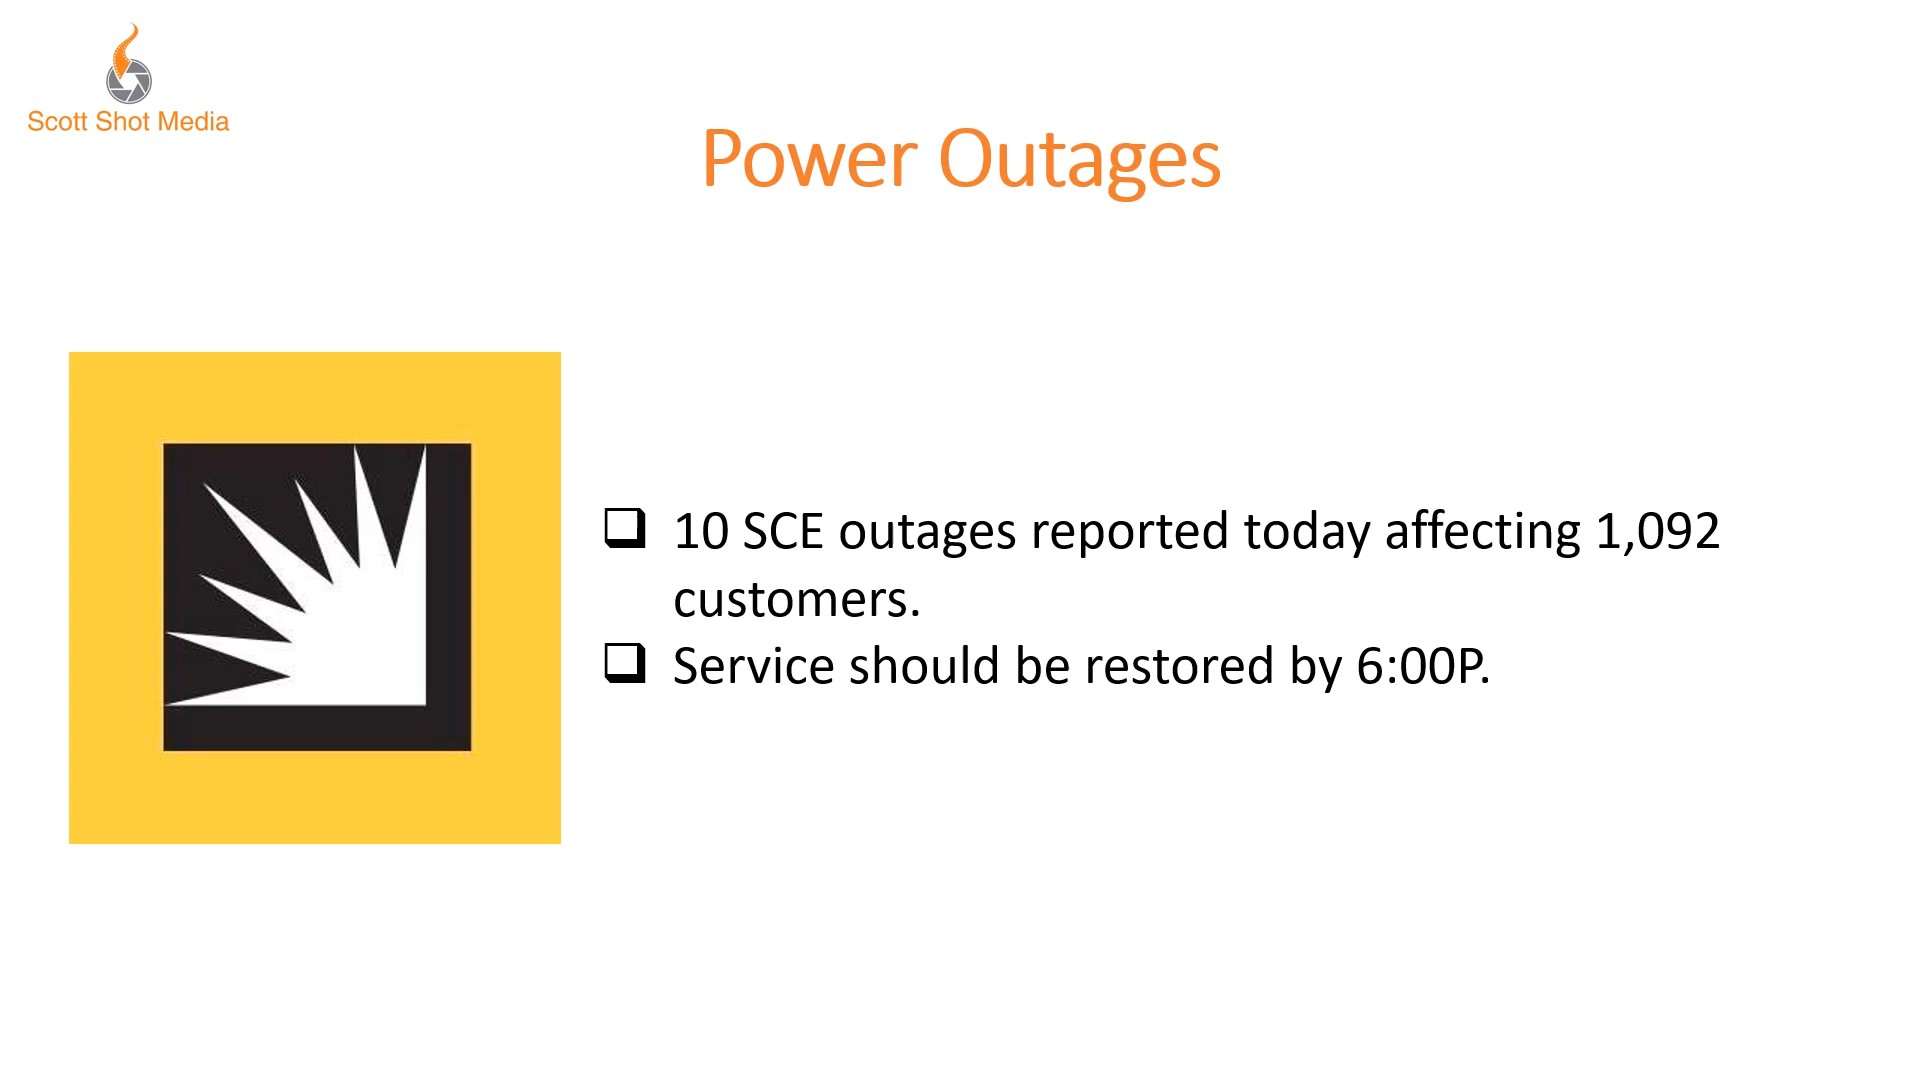 Scott Shot Media
Power Outages
10 SCE outages reported today affecting 1,092
customers.
Service should be restored by 6:00P.